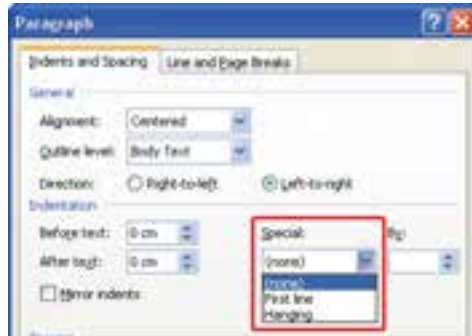 Paragraph
Indents and Spacing Line and Page Breaks
General
Alignment: Centered
Outline level: Body Text
Direction: Right-to-left Left-to-right
Indentation
Before text: 0 cm Special: By:
After text: 0 cm (none)
Mirror indents (none)
First line
Hanging
Spacing